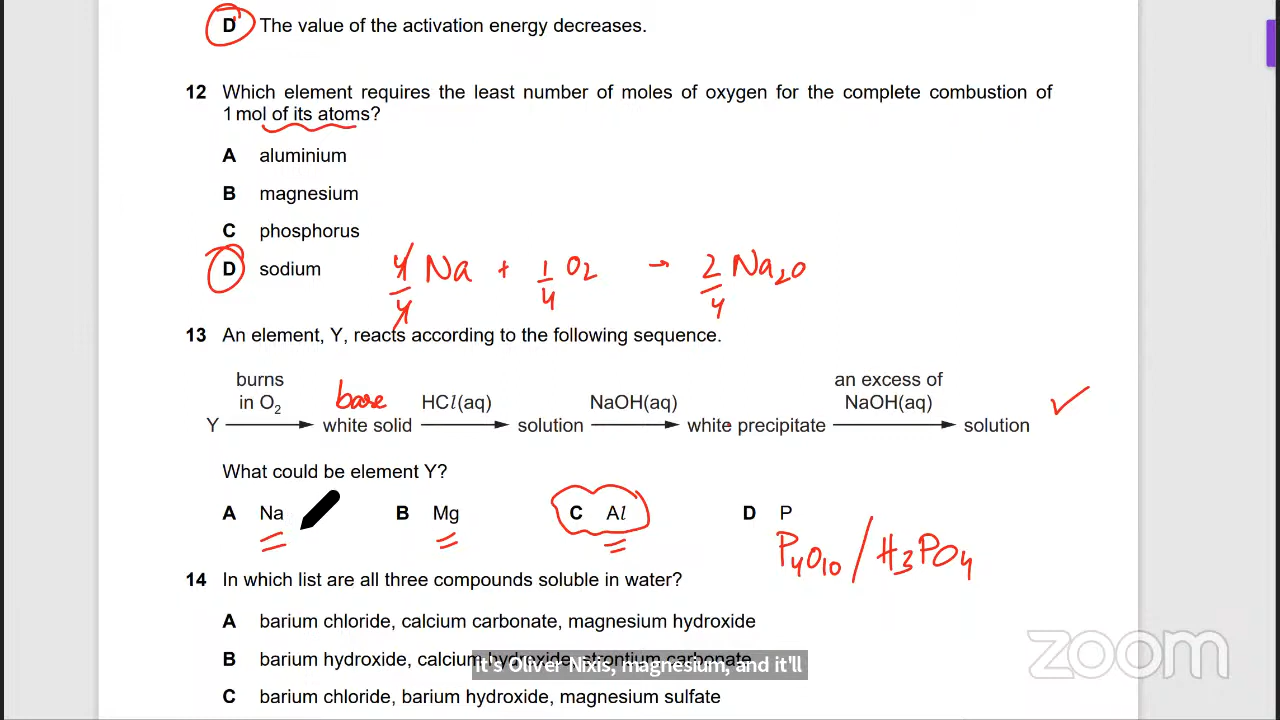 D The value of the activation energy decreases.
12 Which element requires the least number of moles of oxygen for the complete combustion of
1 mol of its atoms?
A aluminium
B magnesium
C phosphorus
D sodium 4/4 Na + 1/4 O2 → 2/4 Na2O
13 An element, Y, reacts according to the following sequence.
burns
in O2
base
HCl(aq)
NaOH(aq)
an excess of
NaOH(aq)
Y white solid solution white precipitate solution
What could be element Y?
A Na B Mg C Al D P
P4O10 / H3PO4
14 In which list are all three compounds soluble in water?
A barium chloride, calcium carbonate, magnesium hydroxide
B barium hydroxide, calcium hydroxide, strontium carbonate
it's Oliver Nixis, magnesium, and it'll
C barium chloride, barium hydroxide, magnesium sulfate
zoom